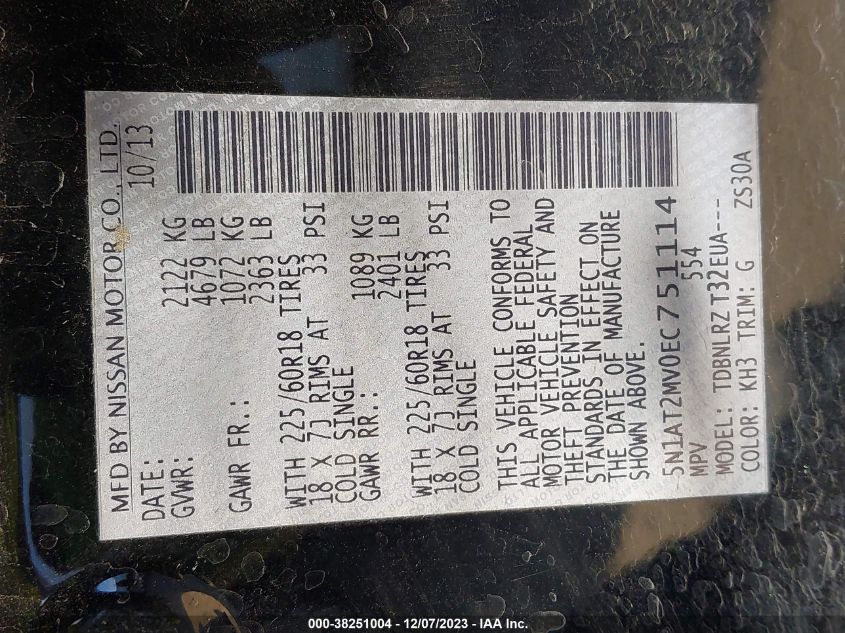 MFD BY NISSAN MOTOR CO., LTD.
DATE: 10/13
GVWR: 2122 KG
4679 LB
GAWR FR.: 1072 KG
2363 LB
WITH 225/60R18 TIRES
18 X 7J RIMS AT 33 PSI
COLD SINGLE
GAWR RR.: 1089 KG
2401 LB
WITH 225/60R18 TIRES
18 X 7J RIMS AT 33 PSI
COLD SINGLE
THIS VEHICLE CONFORMS TO
ALL APPLICABLE FEDERAL
MOTOR VEHICLE SAFETY AND
THEFT PREVENTION
STANDARDS IN EFFECT ON
THE DATE OF MANUFACTURE
SHOWN ABOVE.
5N1AT2MV0EC751114
MPV 554
MODEL: TDBNLRZ T32EUA---
COLOR: KH3 TRIM: G ZS30A
000-38251004 - 12/07/2023 - IAA Inc.